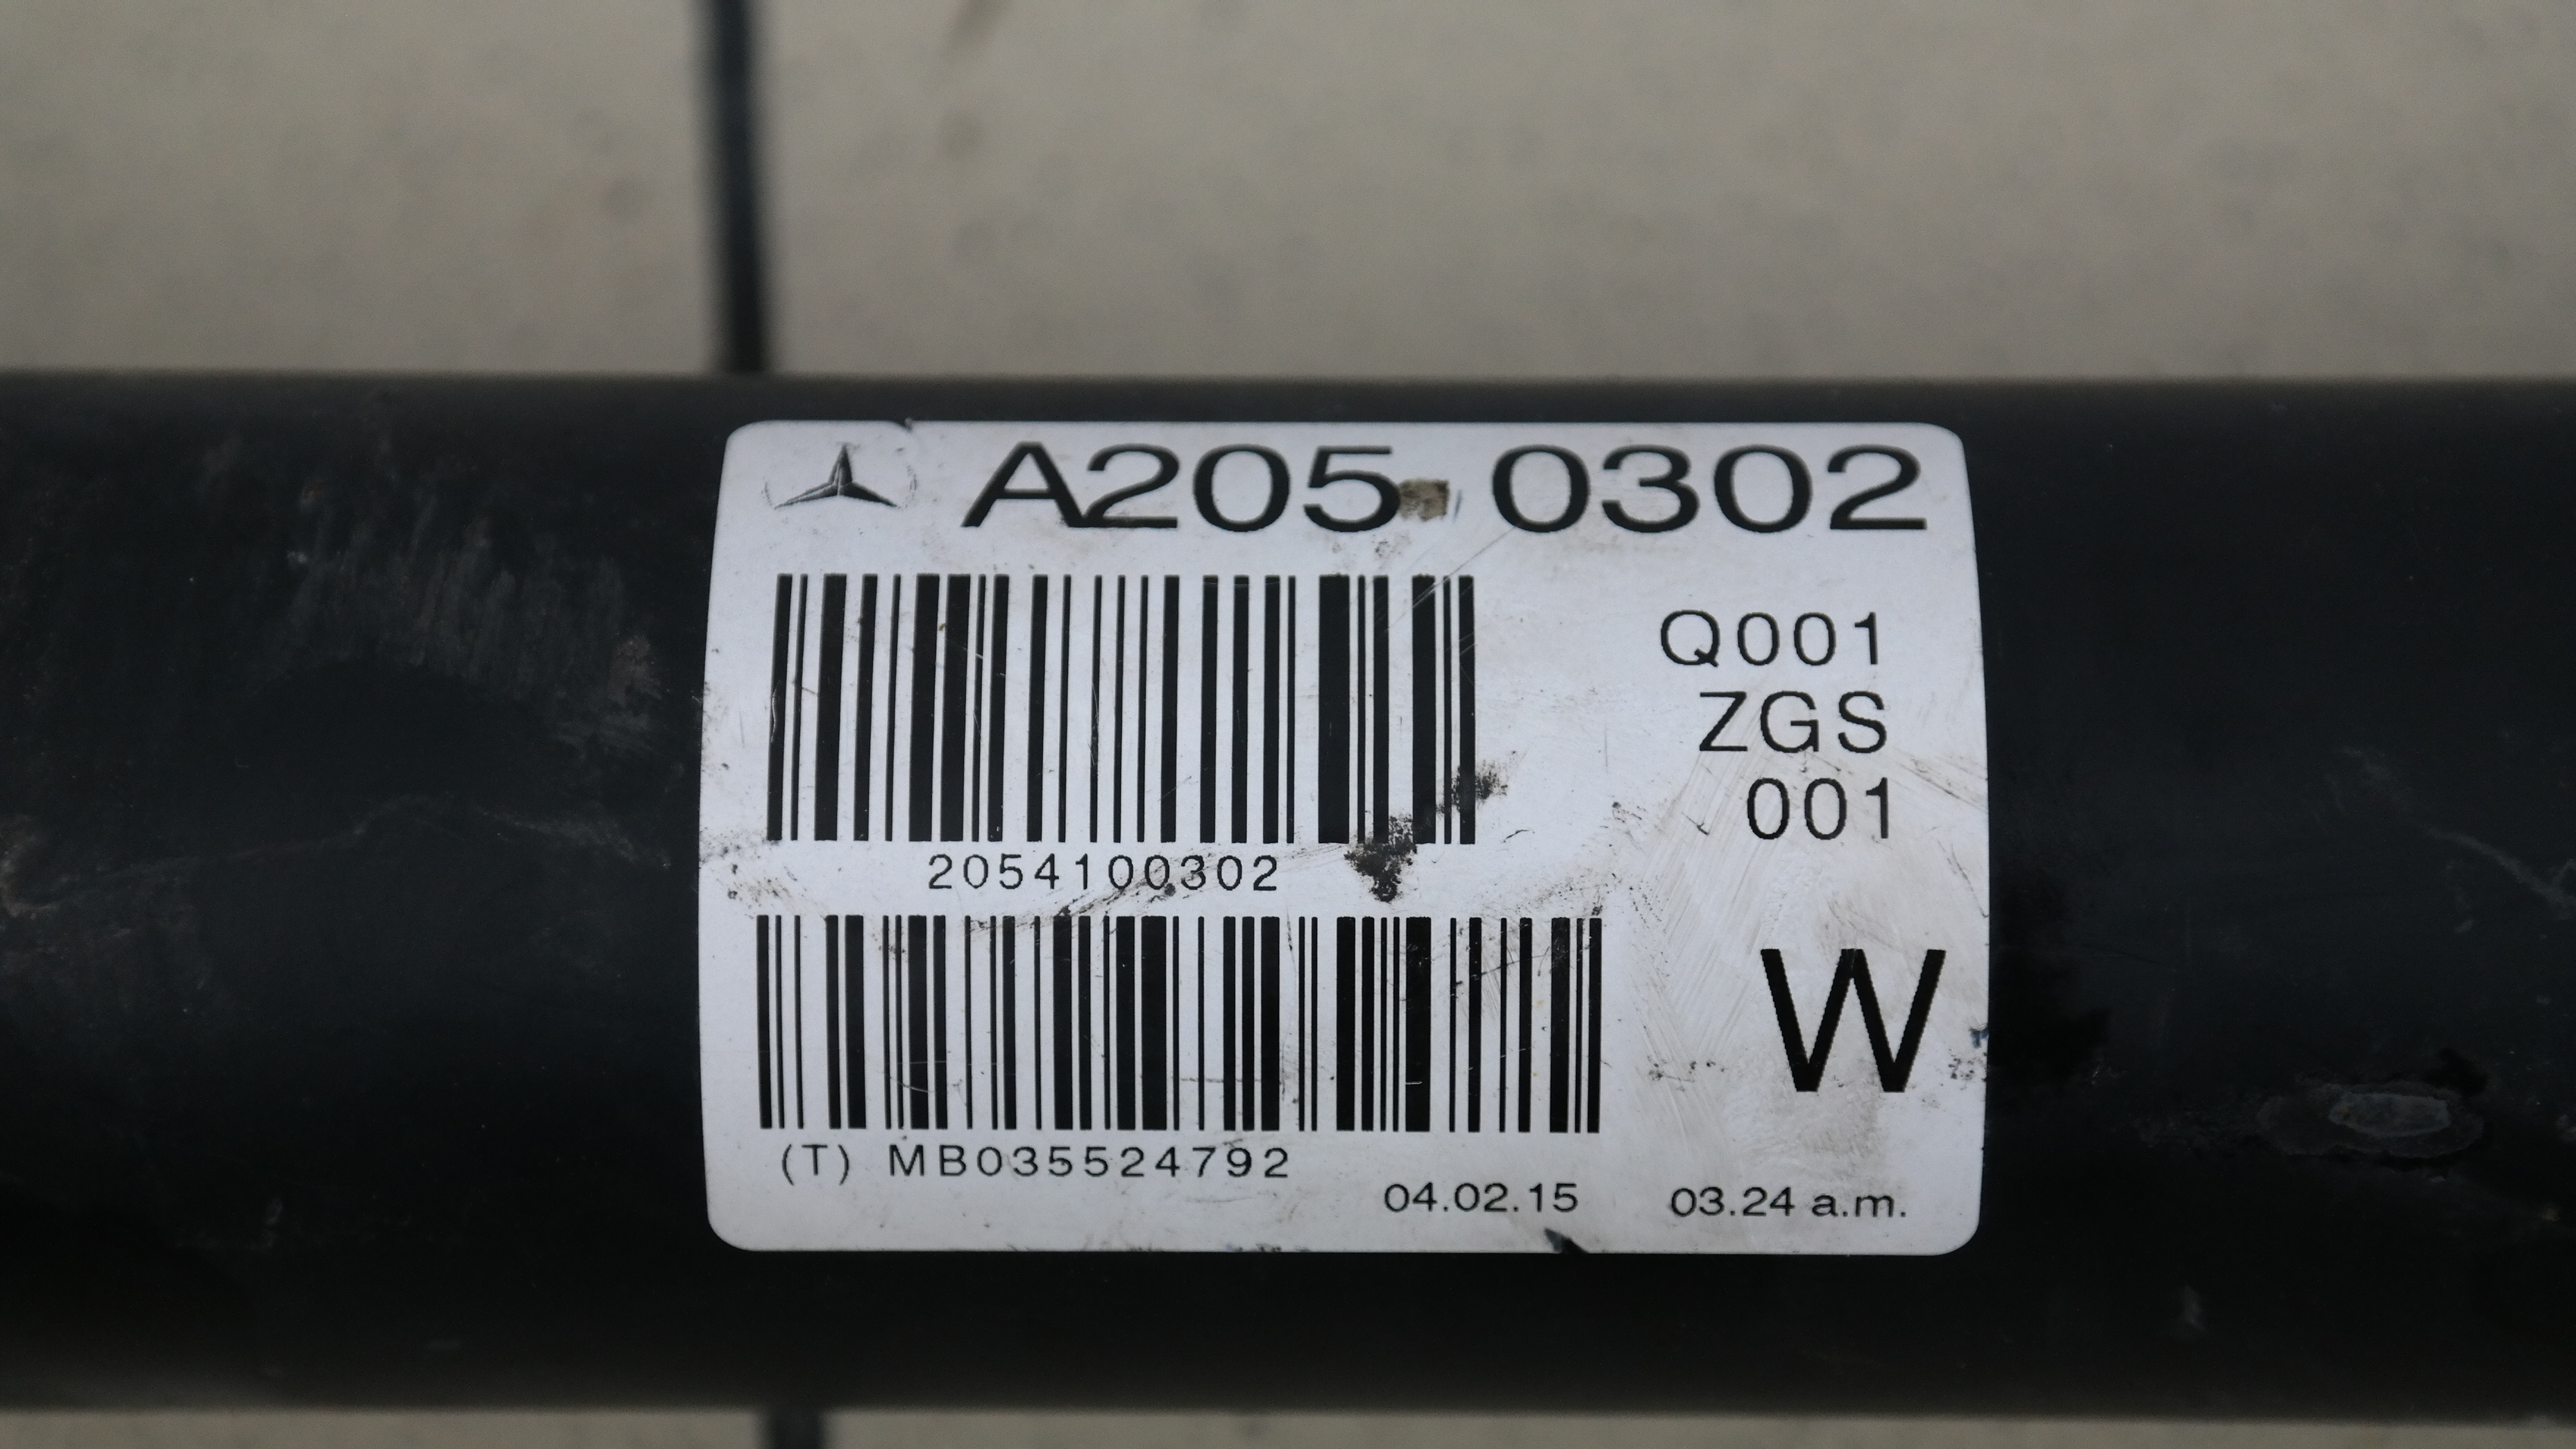 A205 0302
Q001
ZGS
001
2054100302
W
(T) MB035524792
04.02.15 03.24 a.m.